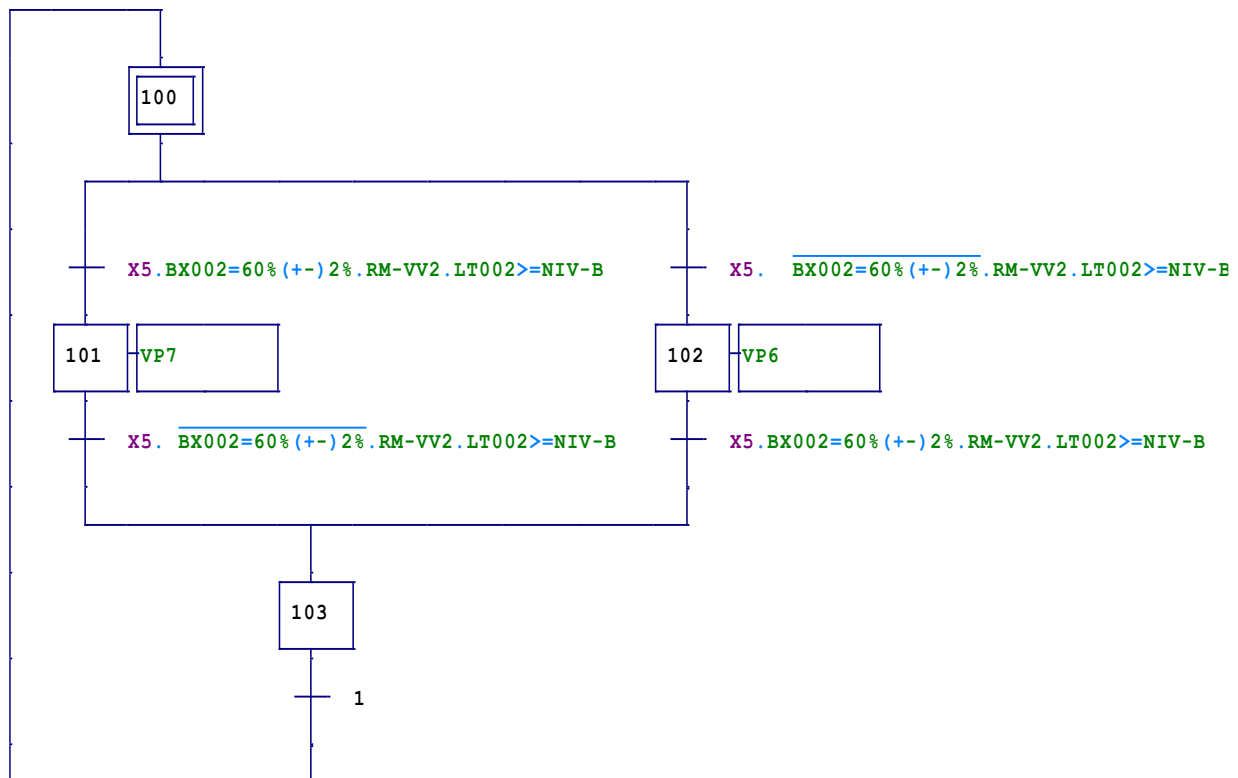 100
X5.BX002=60%(+-)2%.RM-VV2.LT002>=NIV-B
X5. BX002=60%(+-)2%.RM-VV2.LT002>=NIV-B
101 VP7
102 VP6
X5. BX002=60%(+-)2%.RM-VV2.LT002>=NIV-B
X5.BX002=60%(+-)2%.RM-VV2.LT002>=NIV-B
103
1